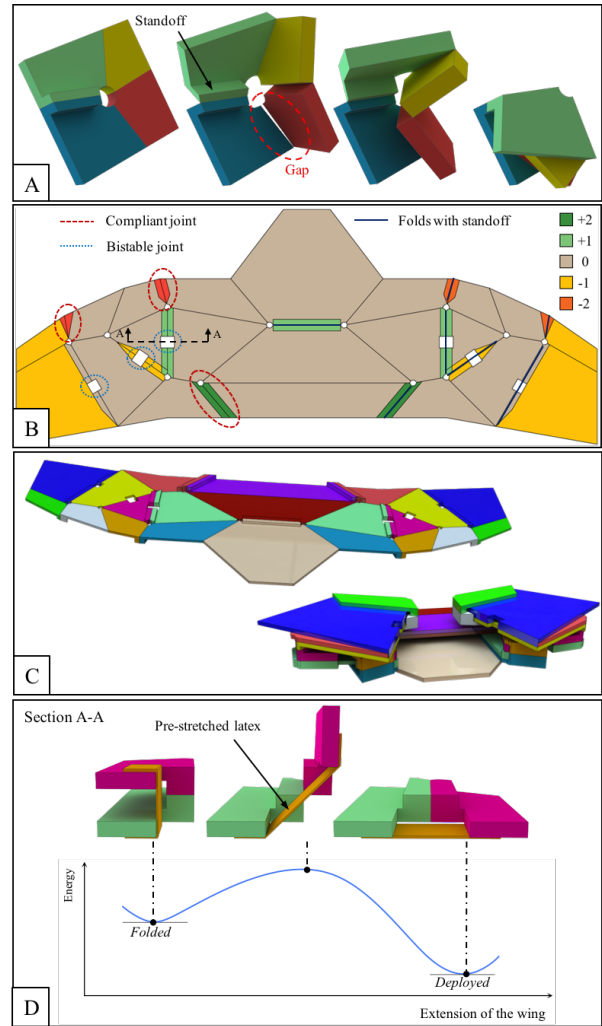 Standoff
Gap
A
Compliant joint
Bistable joint
Folds with standoff
+2
+1
0
-1
-2
A
A
B
C
Section A-A
Pre-stretched latex
Energy
Folded
Deployed
D
Extension of the wing